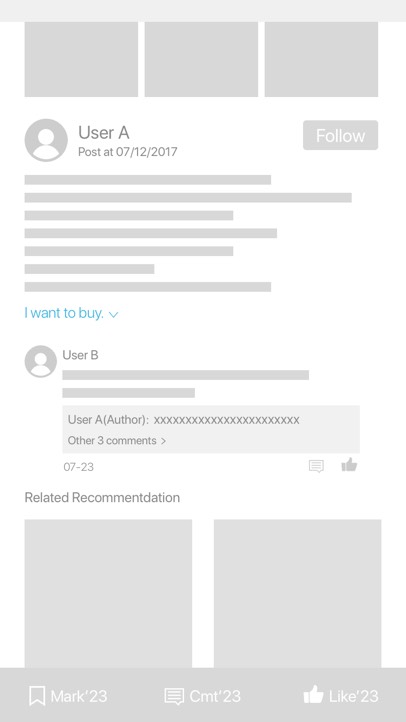 User A
Follow
Post at 07/12/2017
I want to buy.
User B
User A(Author): xxxxxxxxxxxxxxxxxxxxxxx
Other 3 comments >
07-23
Related Recommentdation
Mark‘23 Cmt‘23 Like‘23